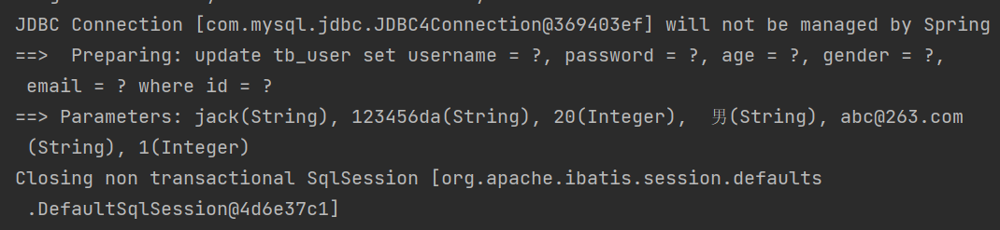 JDBC Connection [com.mysql.jdbc.JDBC4Connection@369403ef] will not be managed by Spring
==>  Preparing: update tb_user set username = ?, password = ?, age = ?, gender = ?,
 email = ? where id = ?
==> Parameters: jack(String), 123456da(String), 20(Integer),  男(String), abc@263.com
 (String), 1(Integer)
Closing non transactional SqlSession [org.apache.ibatis.session.defaults
 .DefaultSqlSession@4d6e37c1]